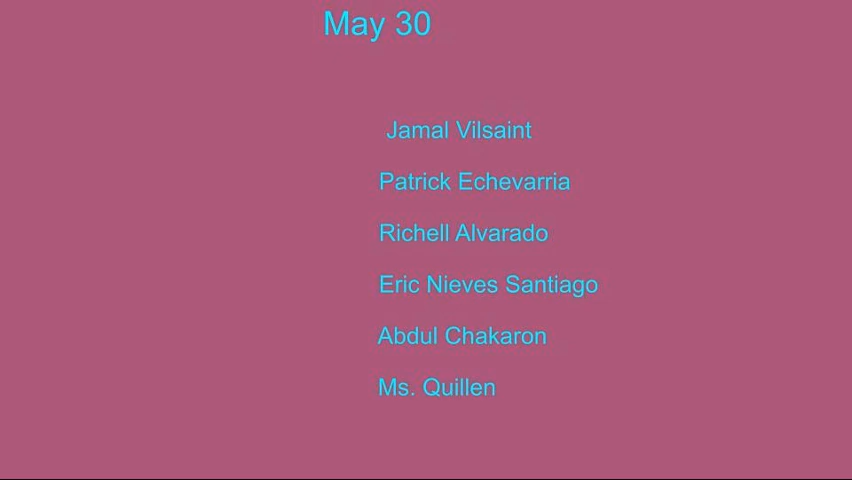 May 30
Jamal Vilsaint
Patrick Echevarria
Richell Alvarado
Eric Nieves Santiago
Abdul Chakaron
Ms. Quillen